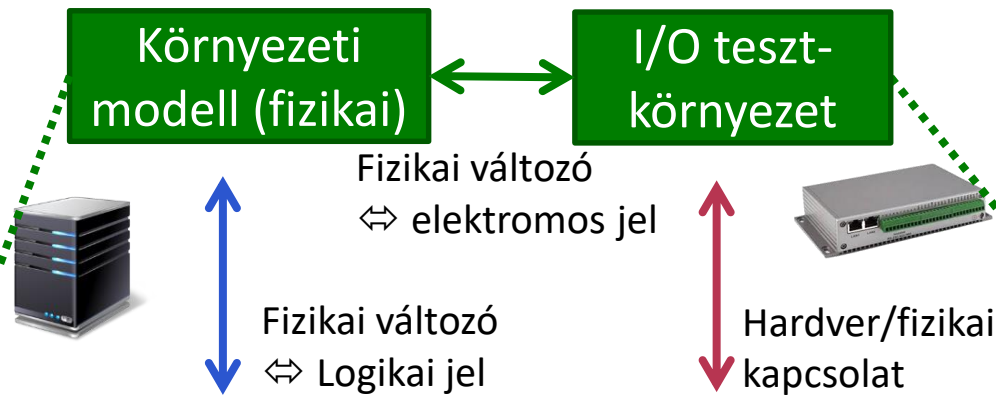 Környezeti
modell (fizikai)
I/O teszt-
környezet
Fizikai változó
⬄ elektromos jel
Fizikai változó
⬄ Logikai jel
Hardver/fizikai
kapcsolat